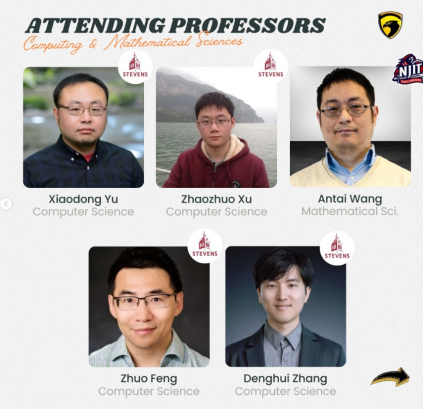 ATTENDING PROFESSORS
Computing & Mathematical Sciences
STEVENS
STEVENS
NJIT
Xiaodong Yu
Computer Science
Zhaozhuo Xu
Computer Science
Antai Wang
Mathematical Sci.
STEVENS
STEVENS
Zhuo Feng
Computer Science
Denghui Zhang
Computer Science